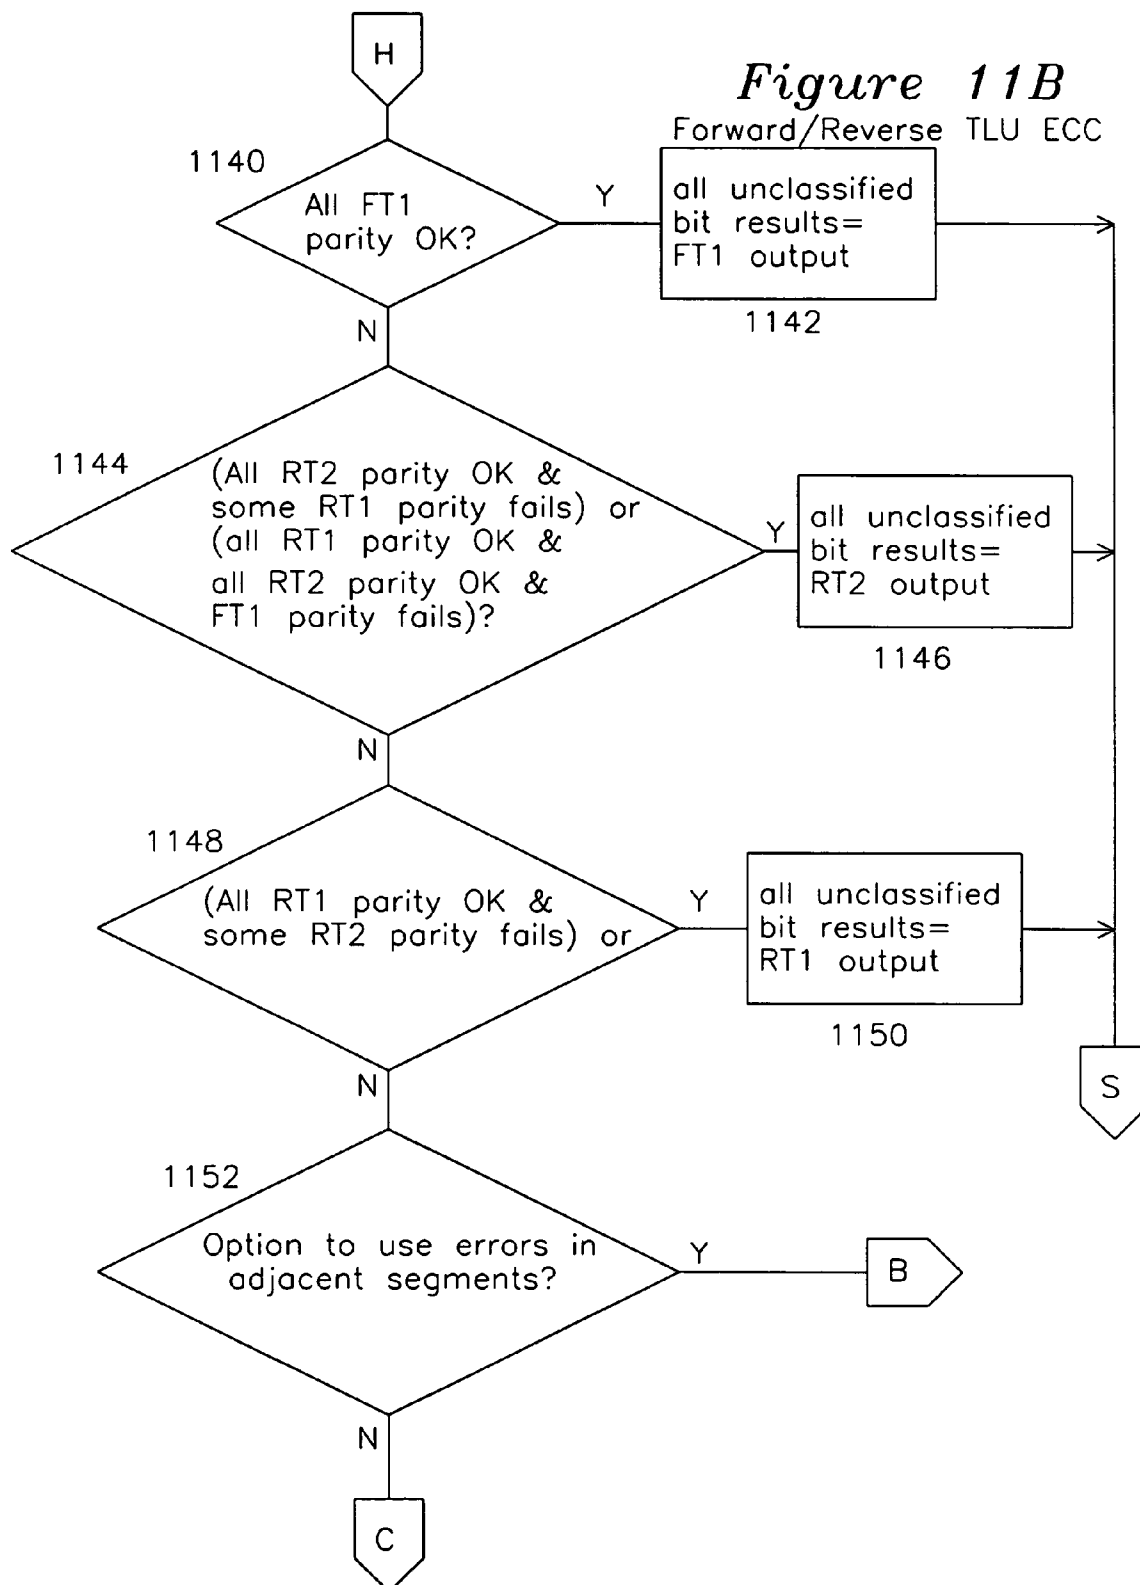 H
Figure 11B
Forward/Reverse TLU ECC
1140
All FT1
parity OK?
Y
all unclassified
bit results=
FT1 output
1142
N
1144
(All RT2 parity OK &
some RT1 parity fails) or
(all RT1 parity OK &
all RT2 parity OK &
FT1 parity fails)?
Y
all unclassified
bit results=
RT2 output
1146
N
1148
(All RT1 parity OK &
some RT2 parity fails) or
Y
all unclassified
bit results=
RT1 output
1150
N
S
1152
Option to use errors in
adjacent segments?
Y
B
N
C